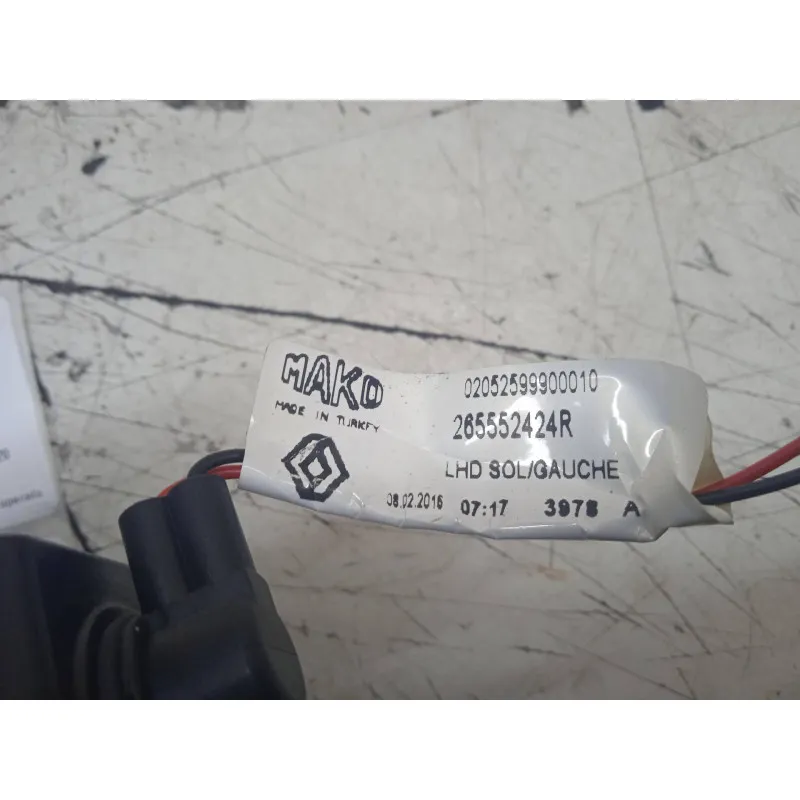 MAKO
MADE IN TURKEY
02052599900010
265552424R
LHD SOL/GAUCHE
08.02.2016 07:17 3978 A